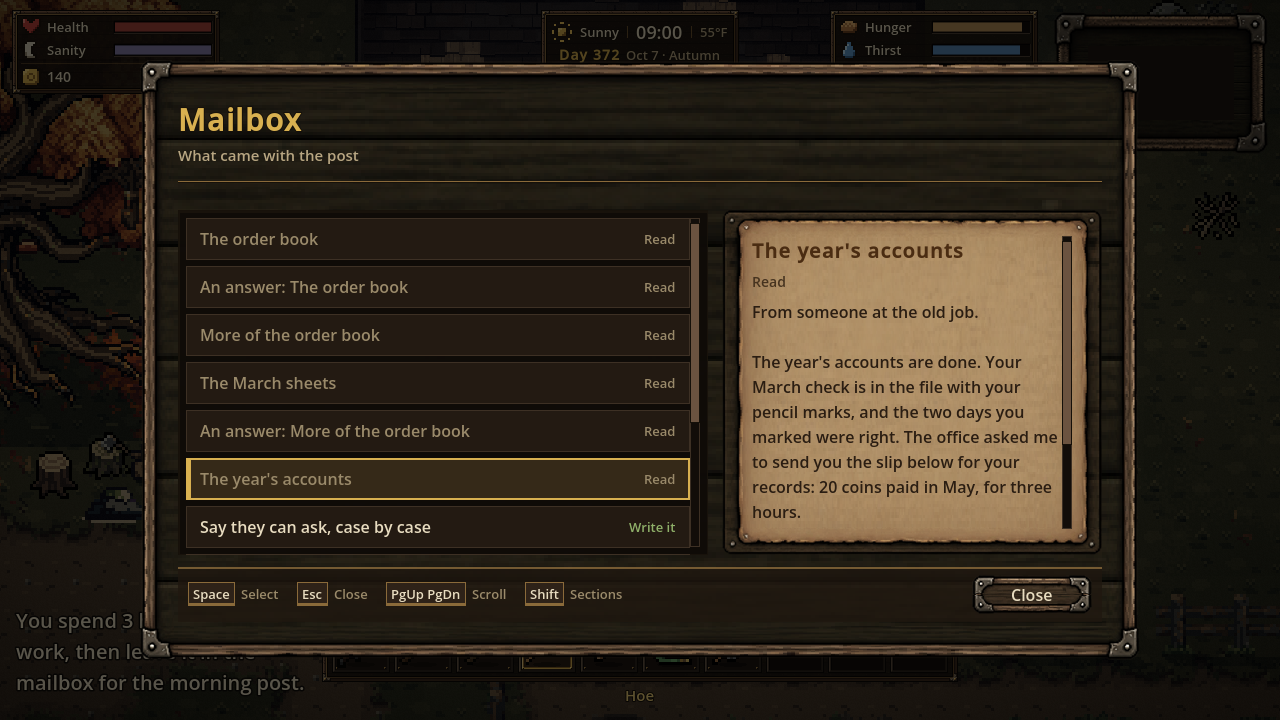 Health
Sanity
140
Sunny 09:00 55°F
Day 372 Oct 7 · Autumn
Hunger
Thirst
Mailbox
What came with the post
The order book Read
An answer: The order book Read
More of the order book Read
The March sheets Read
An answer: More of the order book Read
The year's accounts Read
Say they can ask, case by case Write it
The year's accounts
Read
From someone at the old job.
The year's accounts are done. Your
March check is in the file with your
pencil marks, and the two days you
marked were right. The office asked me
to send you the slip below for your
records: 20 coins paid in May, for three
hours.
Space Select Esc Close PgUp PgDn Scroll Shift Sections
Close
You spend 3
work, then
mailbox for the morning post.
Hoe